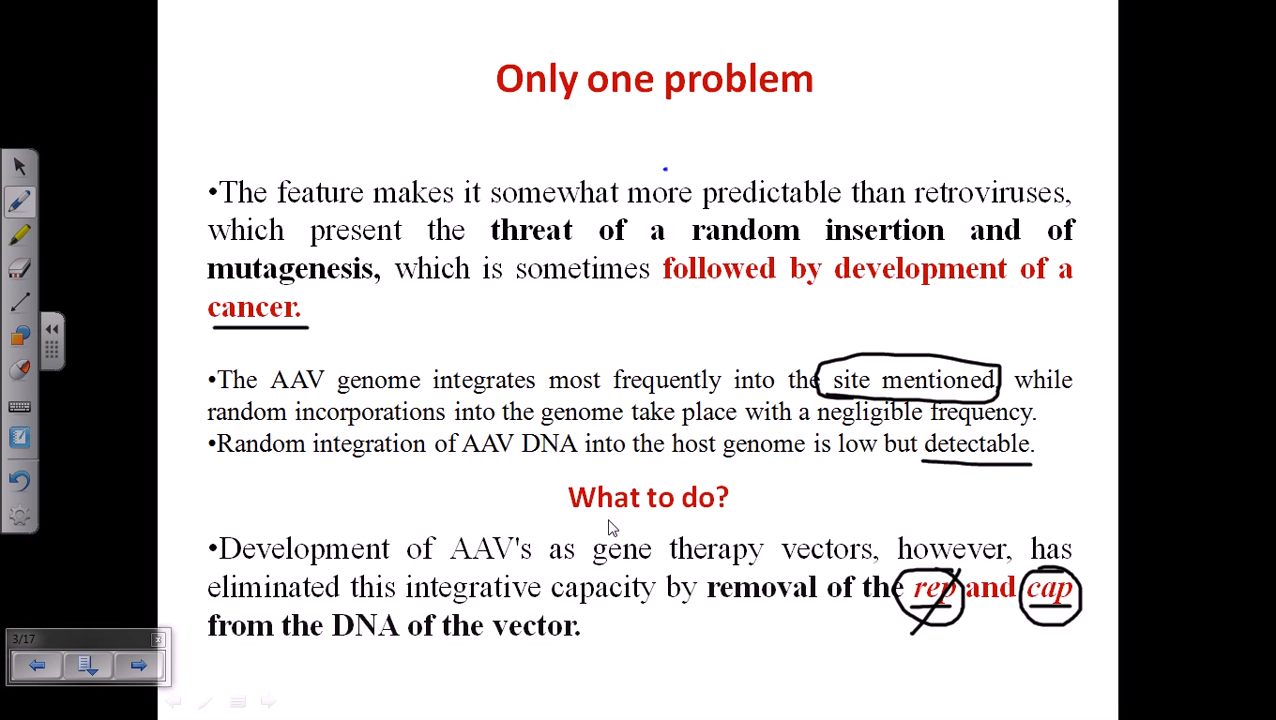 Only one problem
•The feature makes it somewhat more predictable than retroviruses,
which present the threat of a random insertion and of
mutagenesis, which is sometimes followed by development of a
cancer.
•The AAV genome integrates most frequently into the site mentioned, while
random incorporations into the genome take place with a negligible frequency.
•Random integration of AAV DNA into the host genome is low but detectable.
What to do?
•Development of AAV's as gene therapy vectors, however, has
eliminated this integrative capacity by removal of the rep and cap
from the DNA of the vector.
3/17